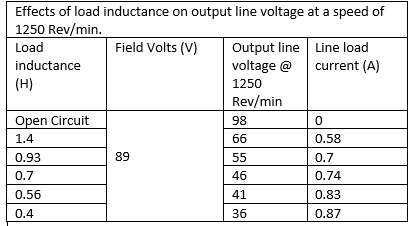 Effects of load inductance on output line voltage at a speed of
1250 Rev/min.
Load inductance (H) Field Volts (V) Output line voltage @ 1250 Rev/min Line load current (A)
Open Circuit 89 98 0
1.4 66 0.58
0.93 55 0.7
0.7 46 0.74
0.56 41 0.83
0.4 36 0.87